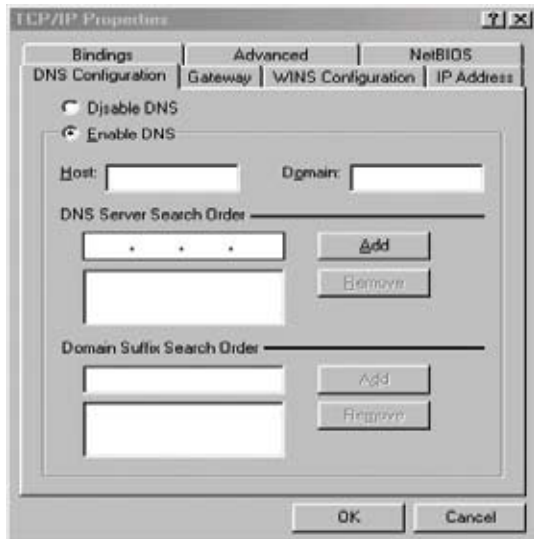 TCP/IP Properties
Bindings Advanced NetBIOS
DNS Configuration Gateway WINS Configuration IP Address
Disable DNS
Enable DNS
Host: Domain:
DNS Server Search Order
. . . Add
Remove
Domain Suffix Search Order
Add
Remove
OK Cancel